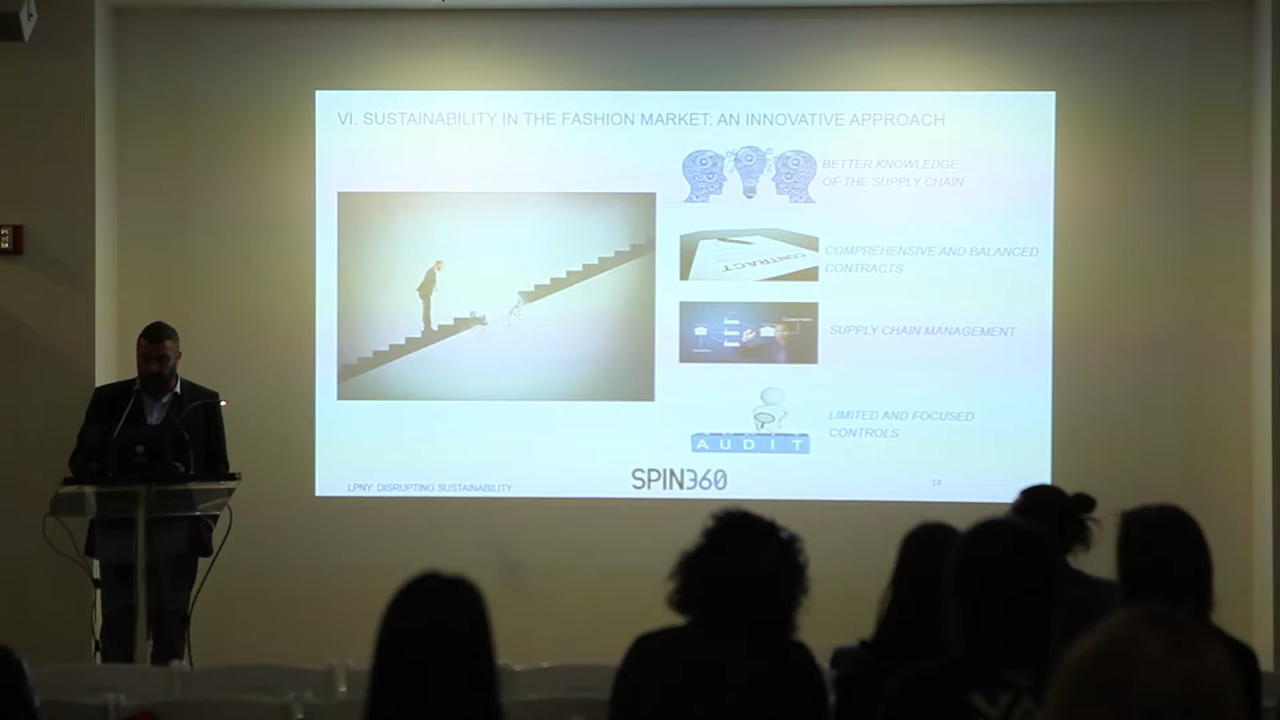 VI. SUSTAINABILITY IN THE FASHION MARKET: AN INNOVATIVE APPROACH
BETTER KNOWLEDGE
OF THE SUPPLY CHAIN
COMPREHENSIVE AND BALANCED
CONTRACTS
CONTRACT
SUPPLY CHAIN MANAGEMENT
LIMITED AND FOCUSED
CONTROLS
AUDIT
SPIN360
LPNY: DISRUPTING SUSTAINABILITY
14